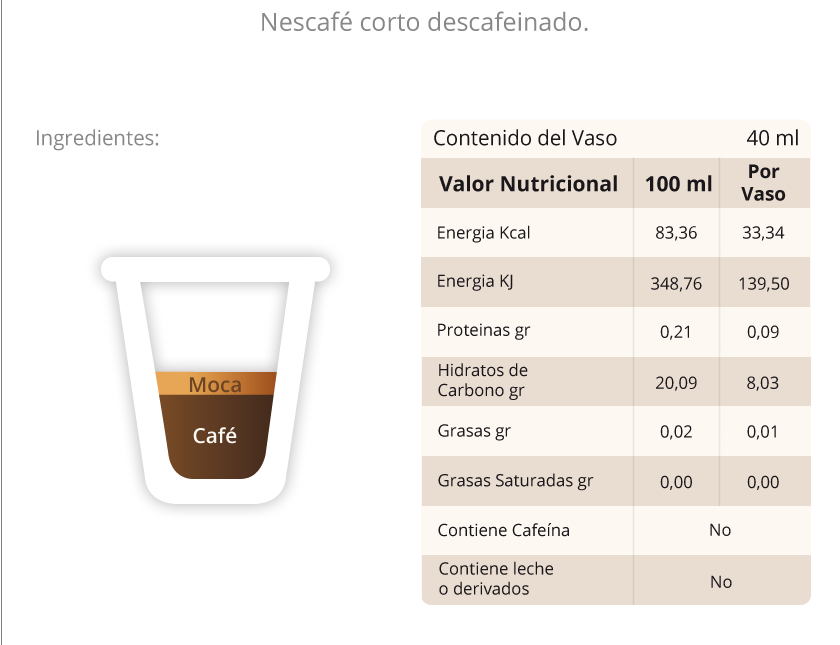 Nescafé corto descafeinado.
Ingredientes:
Moca
Café
Contenido del Vaso 40 ml
Valor Nutricional 100 ml Por Vaso
Energia Kcal 83,36 33,34
Energia KJ 348,76 139,50
Proteinas gr 0,21 0,09
Hidratos de
Carbono gr 20,09 8,03
Grasas gr 0,02 0,01
Grasas Saturadas gr 0,00 0,00
Contiene Cafeína No
Contiene leche
o derivados No